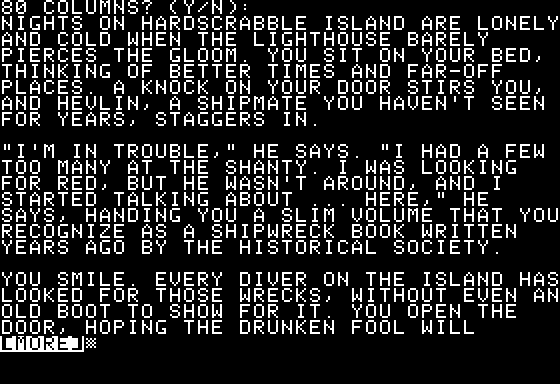 80 COLUMNS? (Y/N):
NIGHTS ON HARDSCRABBLE ISLAND ARE LONELY
AND COLD WHEN THE LIGHTHOUSE BARELY
PIERCES THE GLOOM. YOU SIT ON YOUR BED,
THINKING OF BETTER TIMES AND FAR-OFF
PLACES. A KNOCK ON YOUR DOOR STIRS YOU,
AND HEVLIN, A SHIPMATE YOU HAVEN'T SEEN
FOR YEARS, STAGGERS IN.

"I'M IN TROUBLE," HE SAYS. "I HAD A FEW
TOO MANY AT THE SHANTY. I WAS LOOKING
FOR RED, BUT HE WASN'T AROUND, AND I
STARTED TALKING ABOUT ... HERE," HE
SAYS, HANDING YOU A SLIM VOLUME THAT YOU
RECOGNIZE AS A SHIPWRECK BOOK WRITTEN
YEARS AGO BY THE HISTORICAL SOCIETY.

YOU SMILE. EVERY DIVER ON THE ISLAND HAS
LOOKED FOR THOSE WRECKS, WITHOUT EVEN AN
OLD BOOT TO SHOW FOR IT. YOU OPEN THE
DOOR, HOPING THE DRUNKEN FOOL WILL
[MORE]